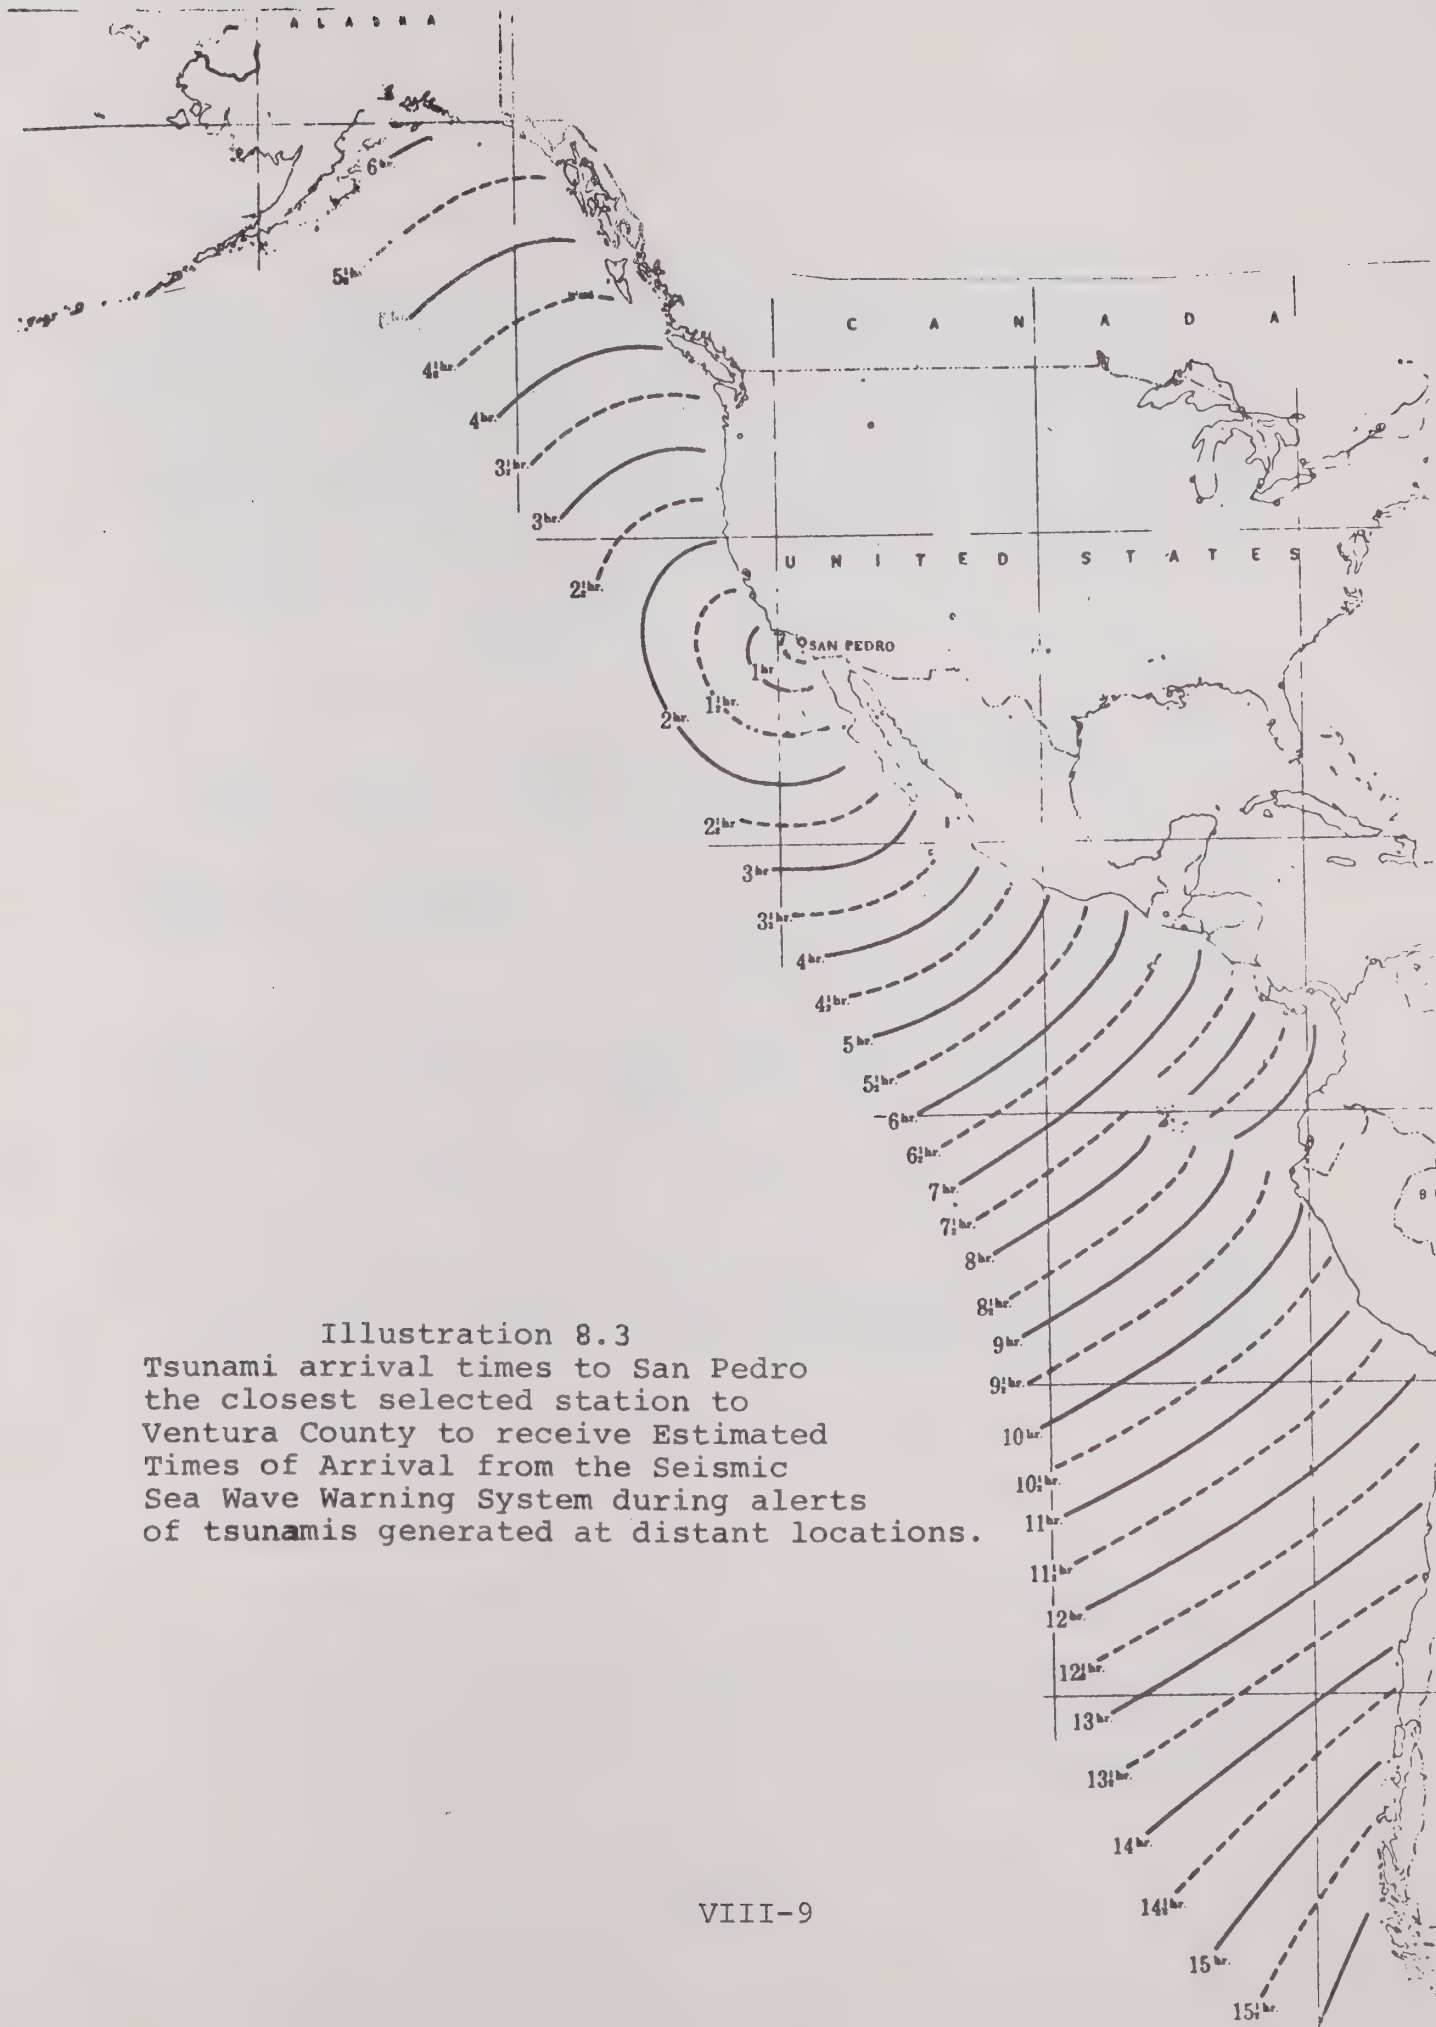 ALASKA
6hr.
5½hr.
4½hr.
4hr.
3½hr.
3hr.
2½hr.
CANADA
UNITED STATES
SAN PEDRO
1hr
1½hr.
2hr.
2½hr
3hr
3½hr.
4hr.
4½hr.
5hr.
5½hr.
6hr.
6½hr.
7hr.
7½hr.
8hr.
8½hr.
9hr.
9½hr.
10hr.
10½hr.
11hr.
11½hr
12hr.
12½hr.
13hr.
13½hr.
14hr.
14½hr.
15hr.
15½hr.
Illustration 8.3
Tsunami arrival times to San Pedro
the closest selected station to
Ventura County to receive Estimated
Times of Arrival from the Seismic
Sea Wave Warning System during alerts
of tsunamis generated at distant locations.
VIII-9